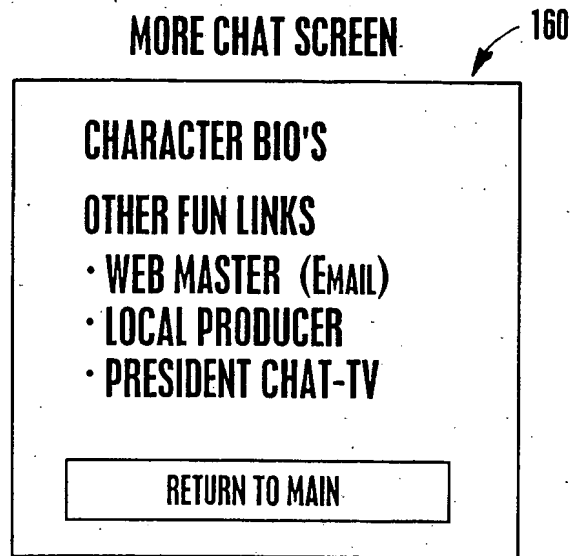 MORE CHAT SCREEN
160
CHARACTER BIO'S
OTHER FUN LINKS
· WEB MASTER (EMAIL)
· LOCAL PRODUCER
· PRESIDENT CHAT-TV
RETURN TO MAIN